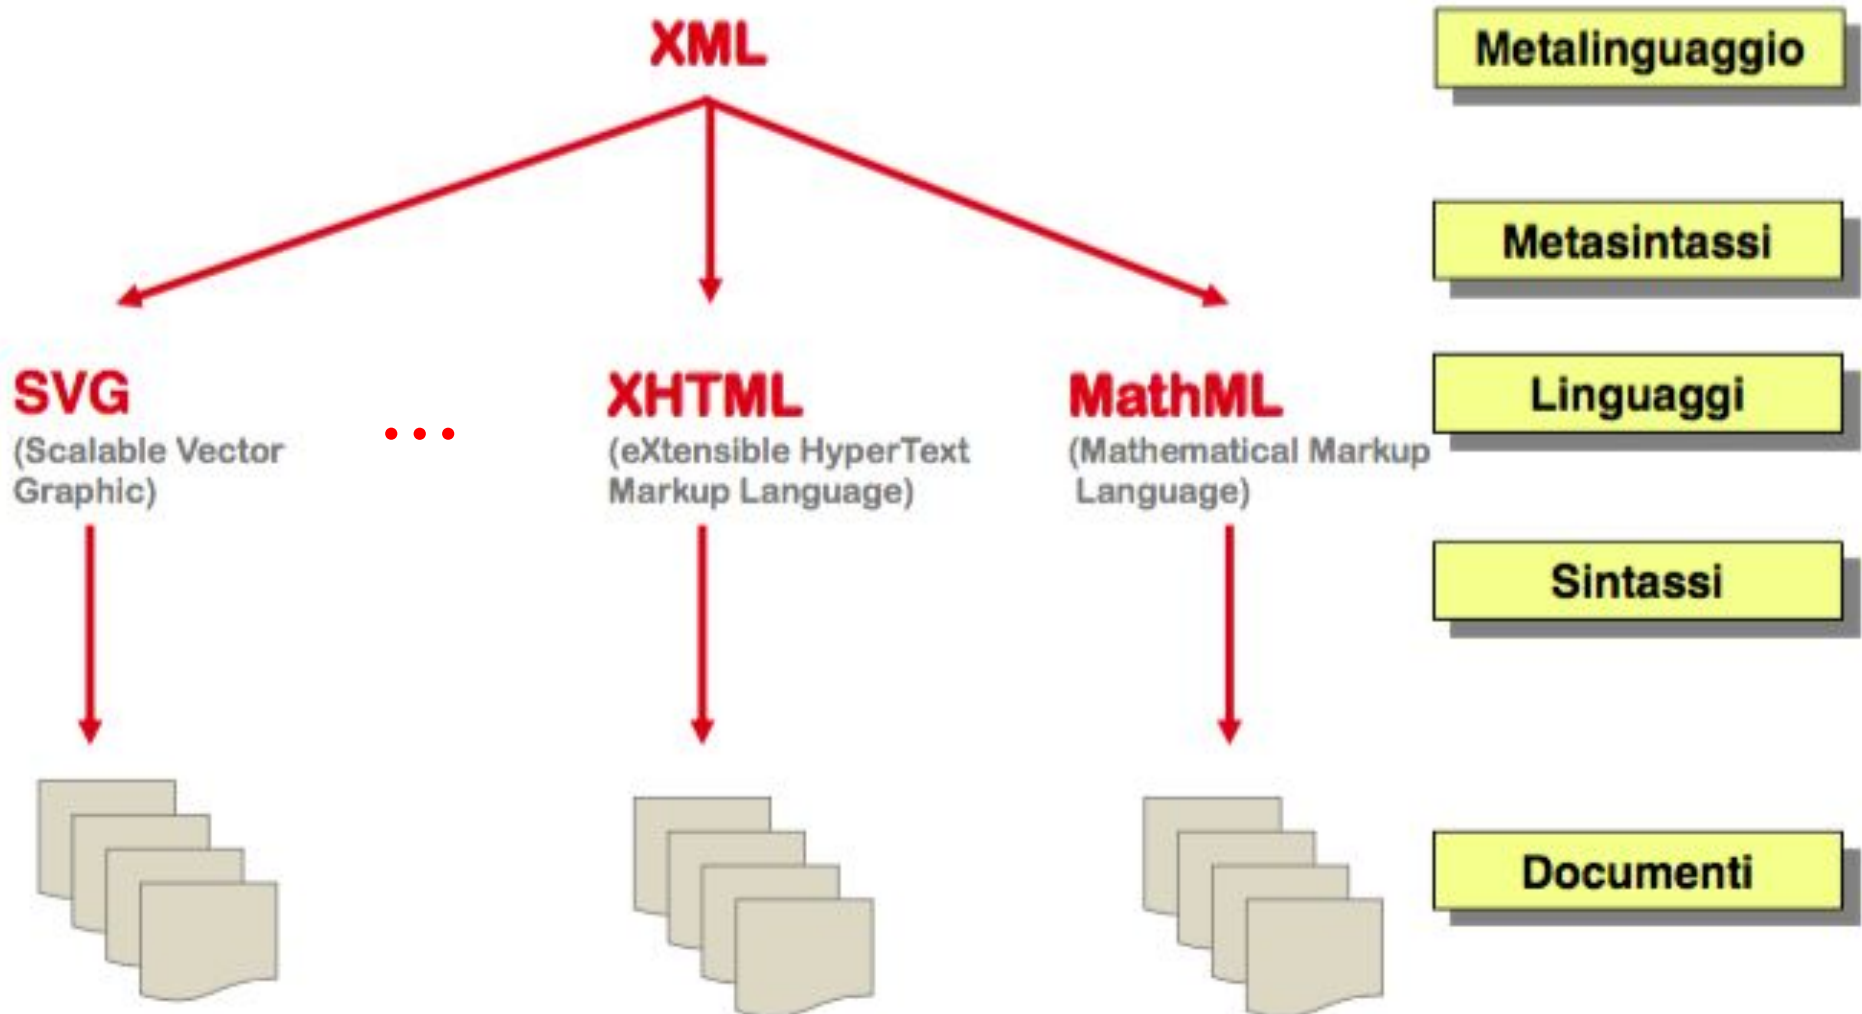 XML
Metalinguaggio
Metasintassi
SVG
(Scalable Vector
Graphic)
...
XHTML
(eXtensible HyperText
Markup Language)
MathML
(Mathematical Markup
Language)
Linguaggi
Sintassi
Documenti